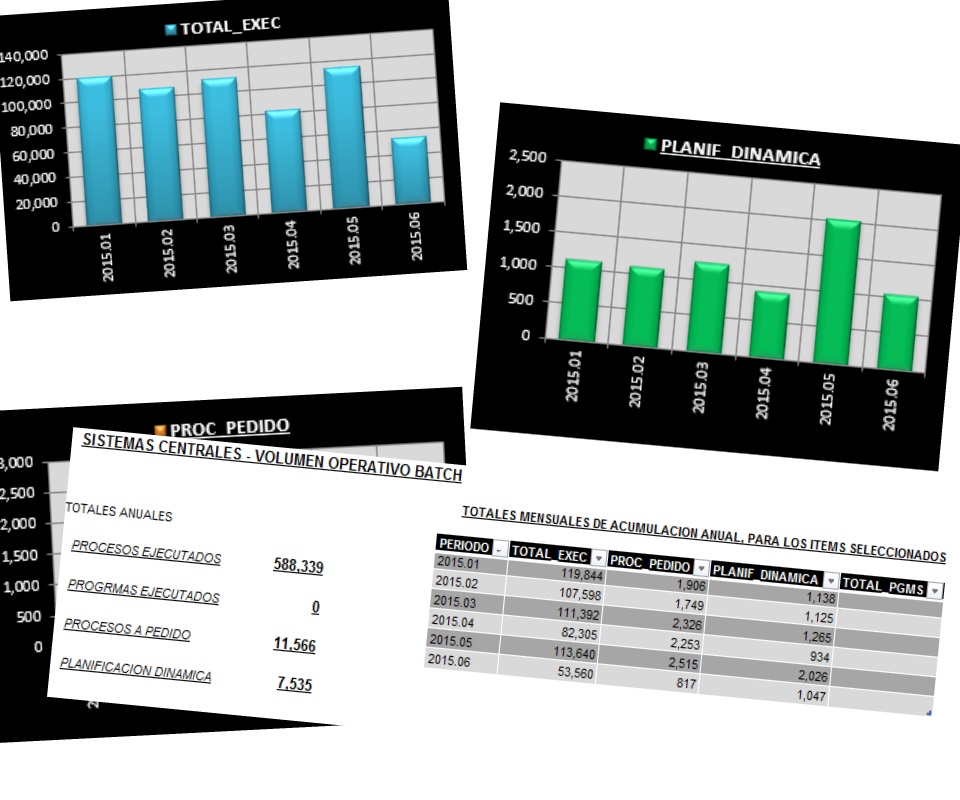 TOTAL_EXEC
140,000
120,000
100,000
80,000
60,000
40,000
20,000
0
2015.01
2015.02
2015.03
2015.04
2015.05
2015.06
PLANIF_DINAMICA
2,500
2,000
1,500
1,000
500
0
2015.01
2015.02
2015.03
2015.04
2015.05
2015.06
PROC_PEDIDO
3,000
2,500
2,000
1,500
1,000
500
0
SISTEMAS CENTRALES - VOLUMEN OPERATIVO BATCH
TOTALES ANUALES
PROCESOS EJECUTADOS 588,339
PROGRMAS EJECUTADOS 0
PROCESOS A PEDIDO 11,566
PLANIFICACION DINAMICA 7,535
TOTALES MENSUALES DE ACUMULACION ANUAL, PARA LOS ITEMS SELECCIONADOS
PERIODO TOTAL_EXEC PROC_PEDIDO PLANIF_DINAMICA TOTAL_PGMS
2015.01 119,844 1,906 1,138
2015.02 107,598 1,749 1,125
2015.03 111,392 2,326 1,265
2015.04 82,305 2,253 934
2015.05 113,640 2,515 2,026
2015.06 53,560 817 1,047